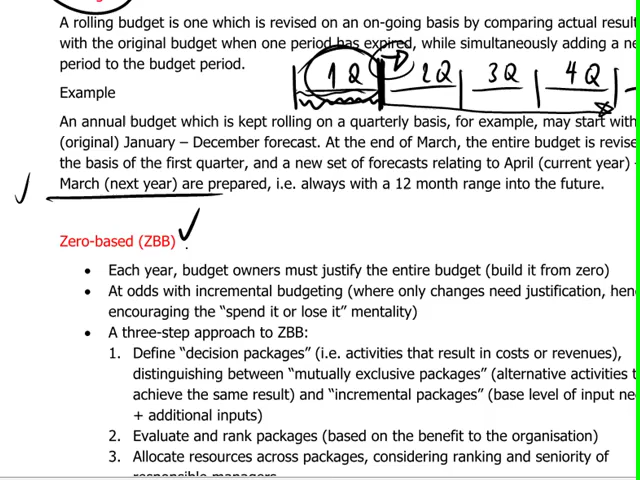 A rolling budget is one which is revised on an on-going basis by comparing actual result
with the original budget when one period has expired, while simultaneously adding a ne
period to the budget period.
1 Q 2 Q 3 Q 4 Q
Example
An annual budget which is kept rolling on a quarterly basis, for example, may start with
(original) January – December forecast. At the end of March, the entire budget is revise
the basis of the first quarter, and a new set of forecasts relating to April (current year)
March (next year) are prepared, i.e. always with a 12 month range into the future.
Zero-based (ZBB)
• Each year, budget owners must justify the entire budget (build it from zero)
• At odds with incremental budgeting (where only changes need justification, hen
encouraging the “spend it or lose it” mentality)
• A three-step approach to ZBB:
1. Define “decision packages” (i.e. activities that result in costs or revenues),
distinguishing between “mutually exclusive packages” (alternative activities t
achieve the same result) and “incremental packages” (base level of input ne
+ additional inputs)
2. Evaluate and rank packages (based on the benefit to the organisation)
3. Allocate resources across packages, considering ranking and seniority of
responsible managers